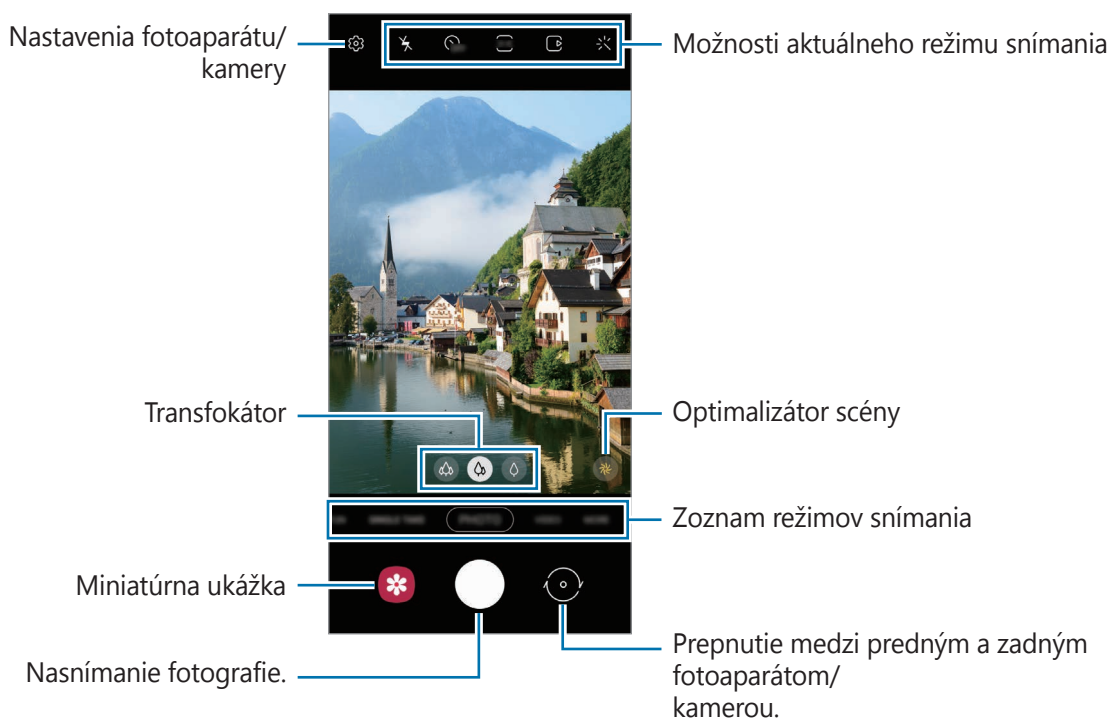 Nastavenia fotoaparátu/
kamery
Možnosti aktuálneho režimu snímania
Transfokátor
Optimalizátor scény
PHOTO
Zoznam režimov snímania
Miniatúrna ukážka
Nasnímanie fotografie.
Prepnutie medzi predným a zadným
fotoaparátom/
kamerou.